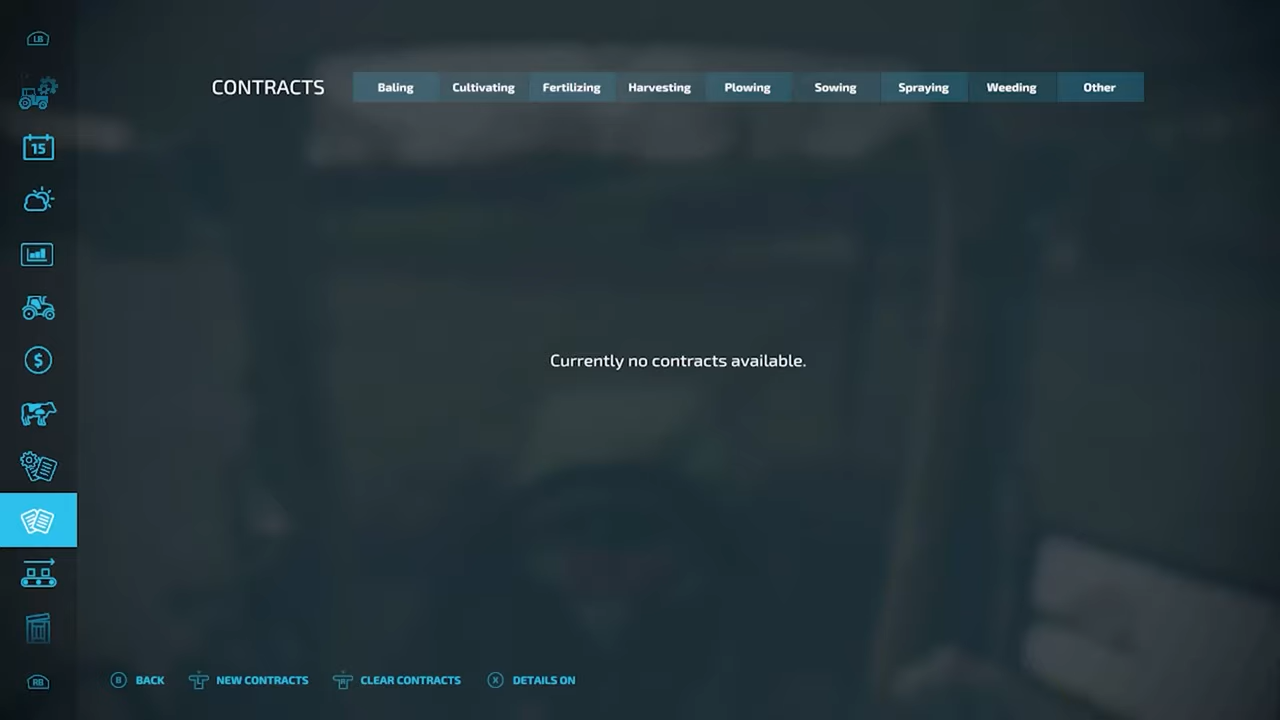 LB
CONTRACTS Baling Cultivating Fertilizing Harvesting Plowing Sowing Spraying Weeding Other
15
$
Currently no contracts available.
RB
B BACK L NEW CONTRACTS R CLEAR CONTRACTS X DETAILS ON